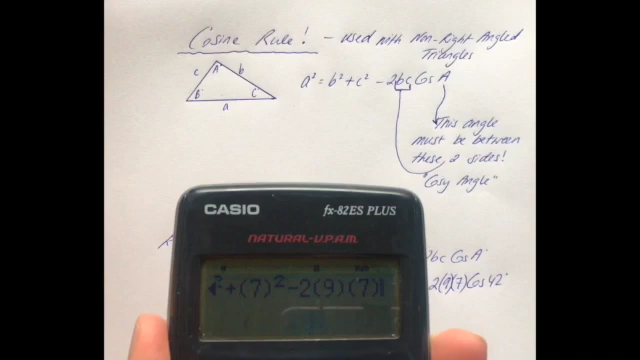 Cosine Rule! - used with Non-Right Angled
Triangles
c A b
B C
a
a² = b² + c² - 2bc Cos A
This angle
must be between
these 2 sides!
"Cosy Angle"
2bc Cos A
2(9)(7) Cos 42°
CASIO fx-82ES PLUS
NATURAL-V.P.A.M.
²+(7)²-2(9)(7)